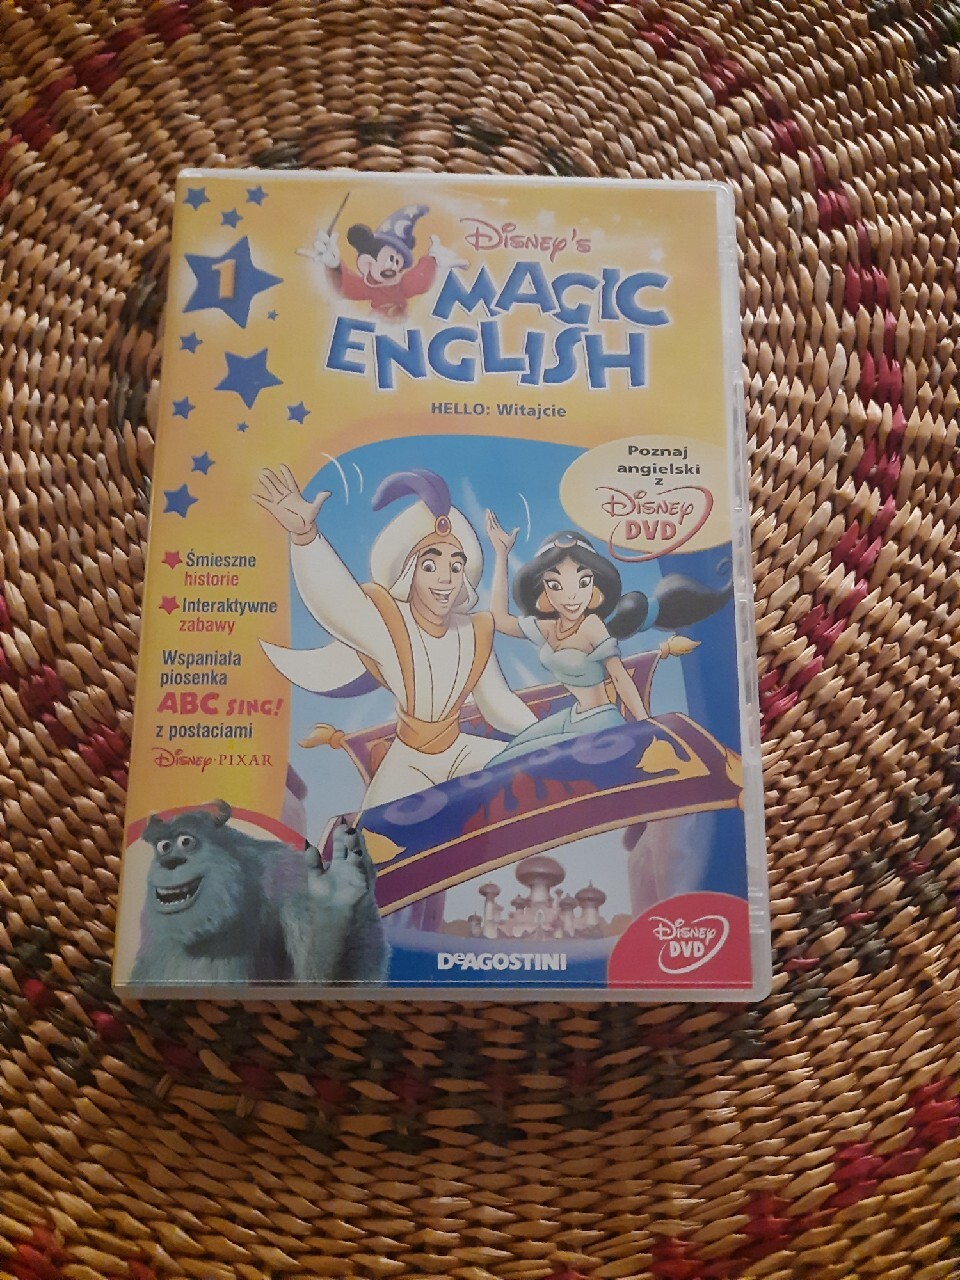 1
Disney's
MAGIC
ENGLISH
HELLO: Witajcie
Poznaj
angielski
z
Disney
DVD
Śmieszne
historie
Interaktywne
zabawy
Wspaniała
piosenka
ABC SING!
z postaciami
Disney·PIXAR
DeAGOSTINI
Disney
DVD